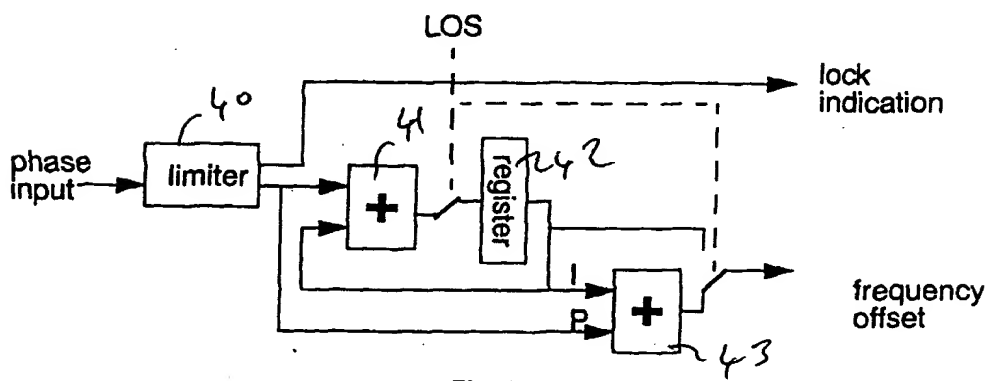 LOS
lock
indication
40
41
42
phase
input
limiter
+
register
I
P
+
frequency
offset
43